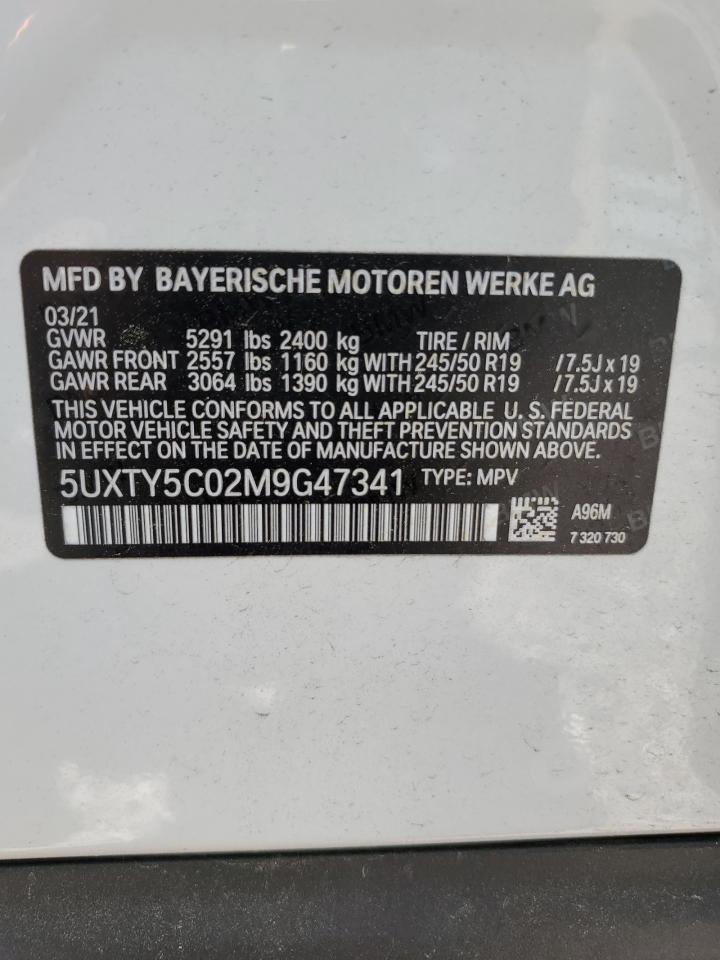 MFD BY BAYERISCHE MOTOREN WERKE AG
03/21
GVWR 5291 lbs 2400 kg TIRE / RIM
GAWR FRONT 2557 lbs 1160 kg WITH 245/50 R19 /7.5J x 19
GAWR REAR 3064 lbs 1390 kg WITH 245/50 R19 /7.5J x 19
THIS VEHICLE CONFORMS TO ALL APPLICABLE U. S. FEDERAL
MOTOR VEHICLE SAFETY AND THEFT PREVENTION STANDARDS
IN EFFECT ON THE DATE OF MANUFACTURE SHOWN ABOVE.
5UXTY5C02M9G47341 TYPE: MPV
A96M
7 320 730